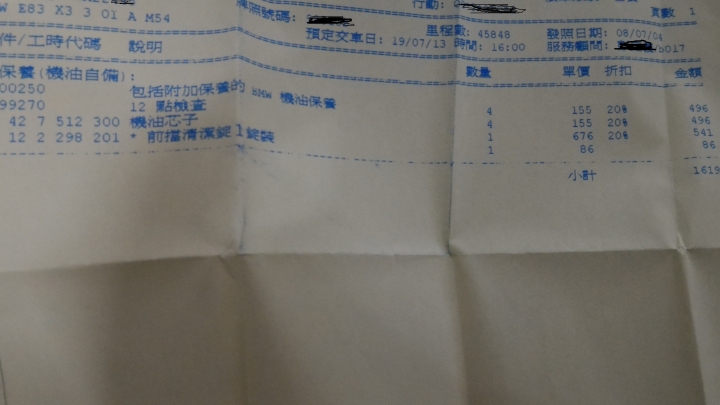 行動: 0
頁數 1
W E83 X3 3 01 A M54
牌照號碼:
里程數: 45848 發照日期: 08/07/04
預定交車日: 19/07/13 時間: 16:00 服務顧問: 5017
件/工時代碼 說明 數量 單價 折扣 金額
保養(機油自備):
00250 包括附加保養的 BMW 機油保養 4 155 20% 496
99270 12 點檢查 4 155 20% 496
42 7 512 300 機油芯子 1 676 20% 541
12 2 298 201 * 前擋清潔錠 1錠裝 1 86 86
小計 1619